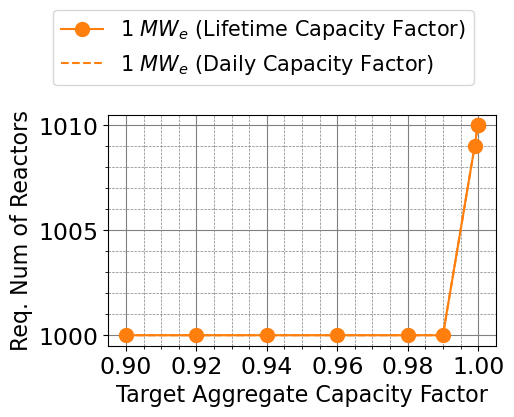 1 MWe (Lifetime Capacity Factor)
1 MWe (Daily Capacity Factor)
Req. Num of Reactors
1010
1005
1000
0.90 0.92 0.94 0.96 0.98 1.00
Target Aggregate Capacity Factor